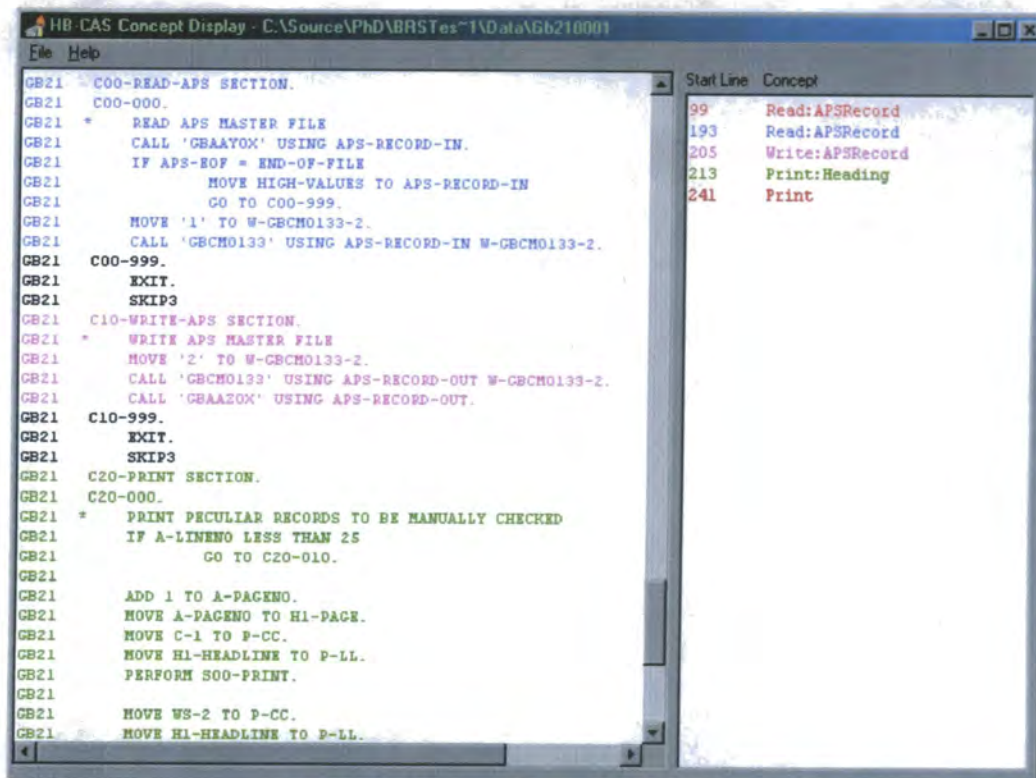 HB-CAS Concept Display - C:\Source\PhD\BRSTes~1\Data\Gb210001
File Help
GB21 C00-READ-APS SECTION.
GB21 C00-000.
GB21 * READ APS MASTER FILE
GB21 CALL 'GBAAYOX' USING APS-RECORD-IN.
GB21 IF APS-EOF = END-OF-FILE
GB21 MOVE HIGH-VALUES TO APS-RECORD-IN
GB21 GO TO C00-999.
GB21 MOVE '1' TO W-GBCM0133-2.
GB21 CALL 'GBCM0133' USING APS-RECORD-IN W-GBCM0133-2.
GB21 C00-999.
GB21 EXIT.
GB21 SKIP3
GB21 C10-WRITE-APS SECTION.
GB21 * WRITE APS MASTER FILE
GB21 MOVE '2' TO W-GBCM0133-2.
GB21 CALL 'GBCM0133' USING APS-RECORD-OUT W-GBCM0133-2.
GB21 CALL 'GBAAZOX' USING APS-RECORD-OUT.
GB21 C10-999.
GB21 EXIT.
GB21 SKIP3
GB21 C20-PRINT SECTION.
GB21 C20-000.
GB21 * PRINT PECULIAR RECORDS TO BE MANUALLY CHECKED
GB21 IF A-LINENO LESS THAN 25
GB21 GO TO C20-010.
GB21
GB21 ADD 1 TO A-PAGENO.
GB21 MOVE A-PAGENO TO H1-PAGE.
GB21 MOVE C-1 TO P-CC.
GB21 MOVE H1-HEADLINE TO P-LL.
GB21 PERFORM S00-PRINT.
GB21
GB21 MOVE WS-2 TO P-CC.
GB21 MOVE H1-HEADLINE TO P-LL.
Start Line Concept
99 Read:APSRecord
193 Read:APSRecord
205 Write:APSRecord
213 Print:Heading
241 Print